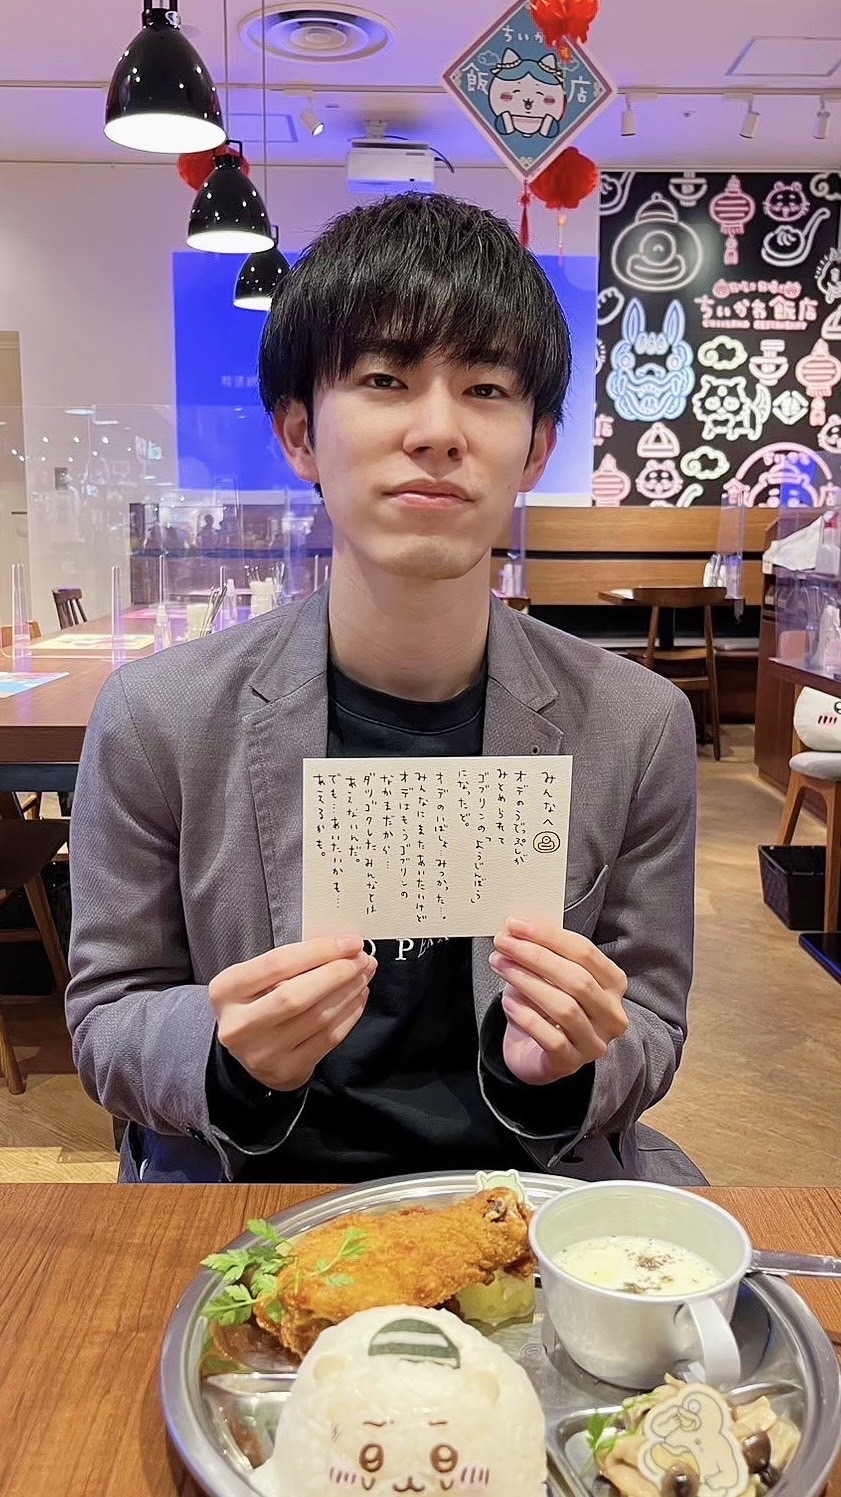 ちいかわ
飯店
ちいかわ飯店
CHIIKAWA RESTAURANT
みんなへ
オデのうでっぷしが
みとめられて
ゴブリンの「ようじんぼう」
になったど。
オデのいばしょ…みつかった…。
みんなにまたあいたいけど
オデはもうゴブリンの
なかまだから…
ダリゴクしたみんなとは
あえないんだ。
でも…あいたいかも…
あえるかも。